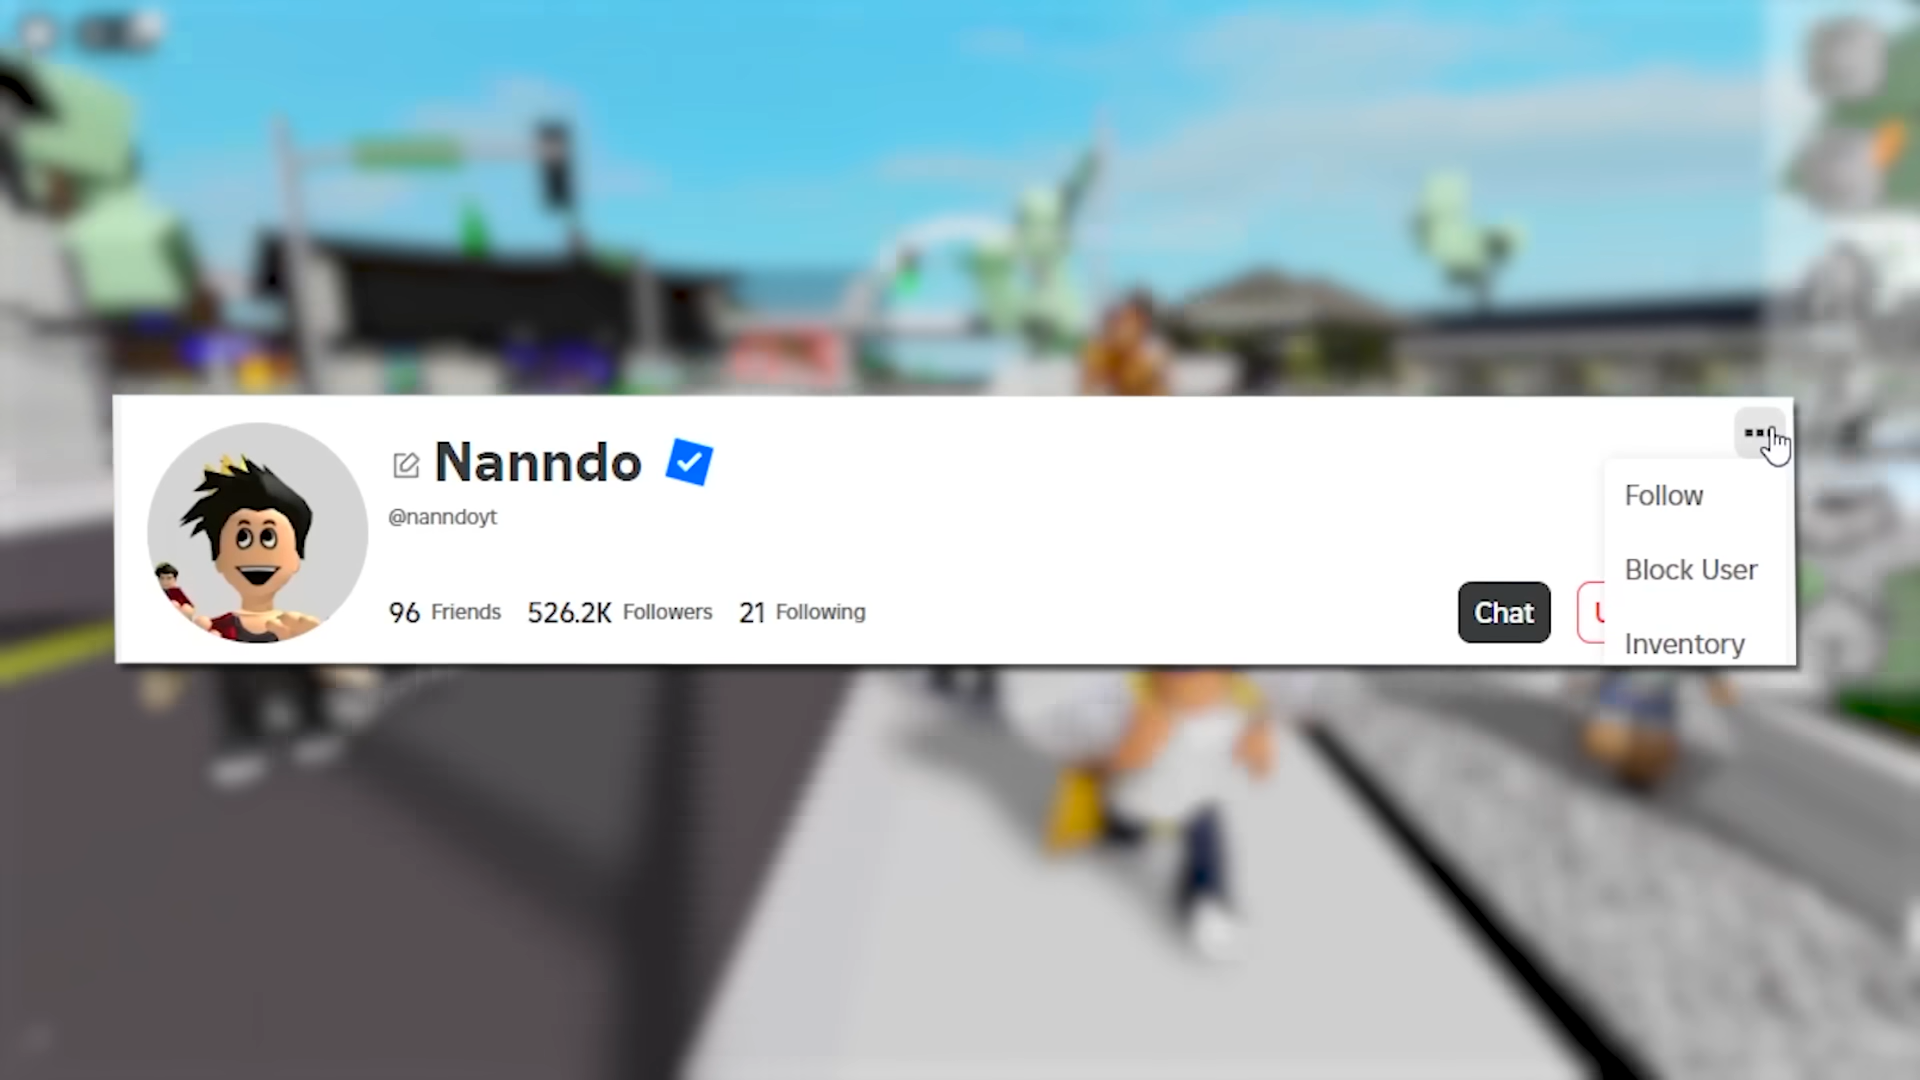 Nanndo
@nanndoyt
96 Friends 526.2K Followers 21 Following
Chat
Follow
Block User
Inventory